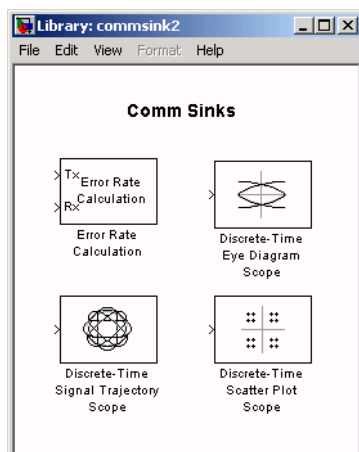 Library: commsink2
File Edit View Format Help
Comm Sinks
Tx Error Rate
Rx Calculation
Error Rate
Calculation
Discrete-Time
Eye Diagram
Scope
Discrete-Time
Signal Trajectory
Scope
Discrete-Time
Scatter Plot
Scope